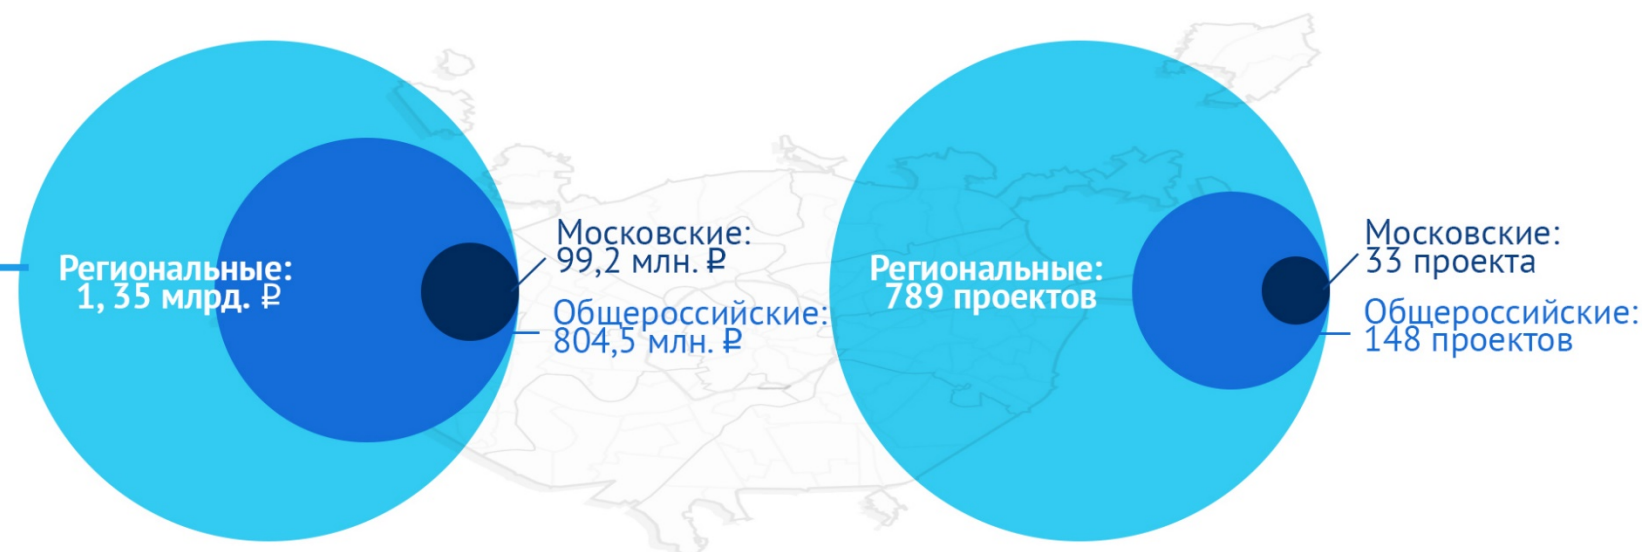 Региональные:
1, 35 млрд. ₽
Московские:
99,2 млн. ₽
Общероссийские:
804,5 млн. ₽
Региональные:
789 проектов
Московские:
33 проекта
Общероссийские:
148 проектов